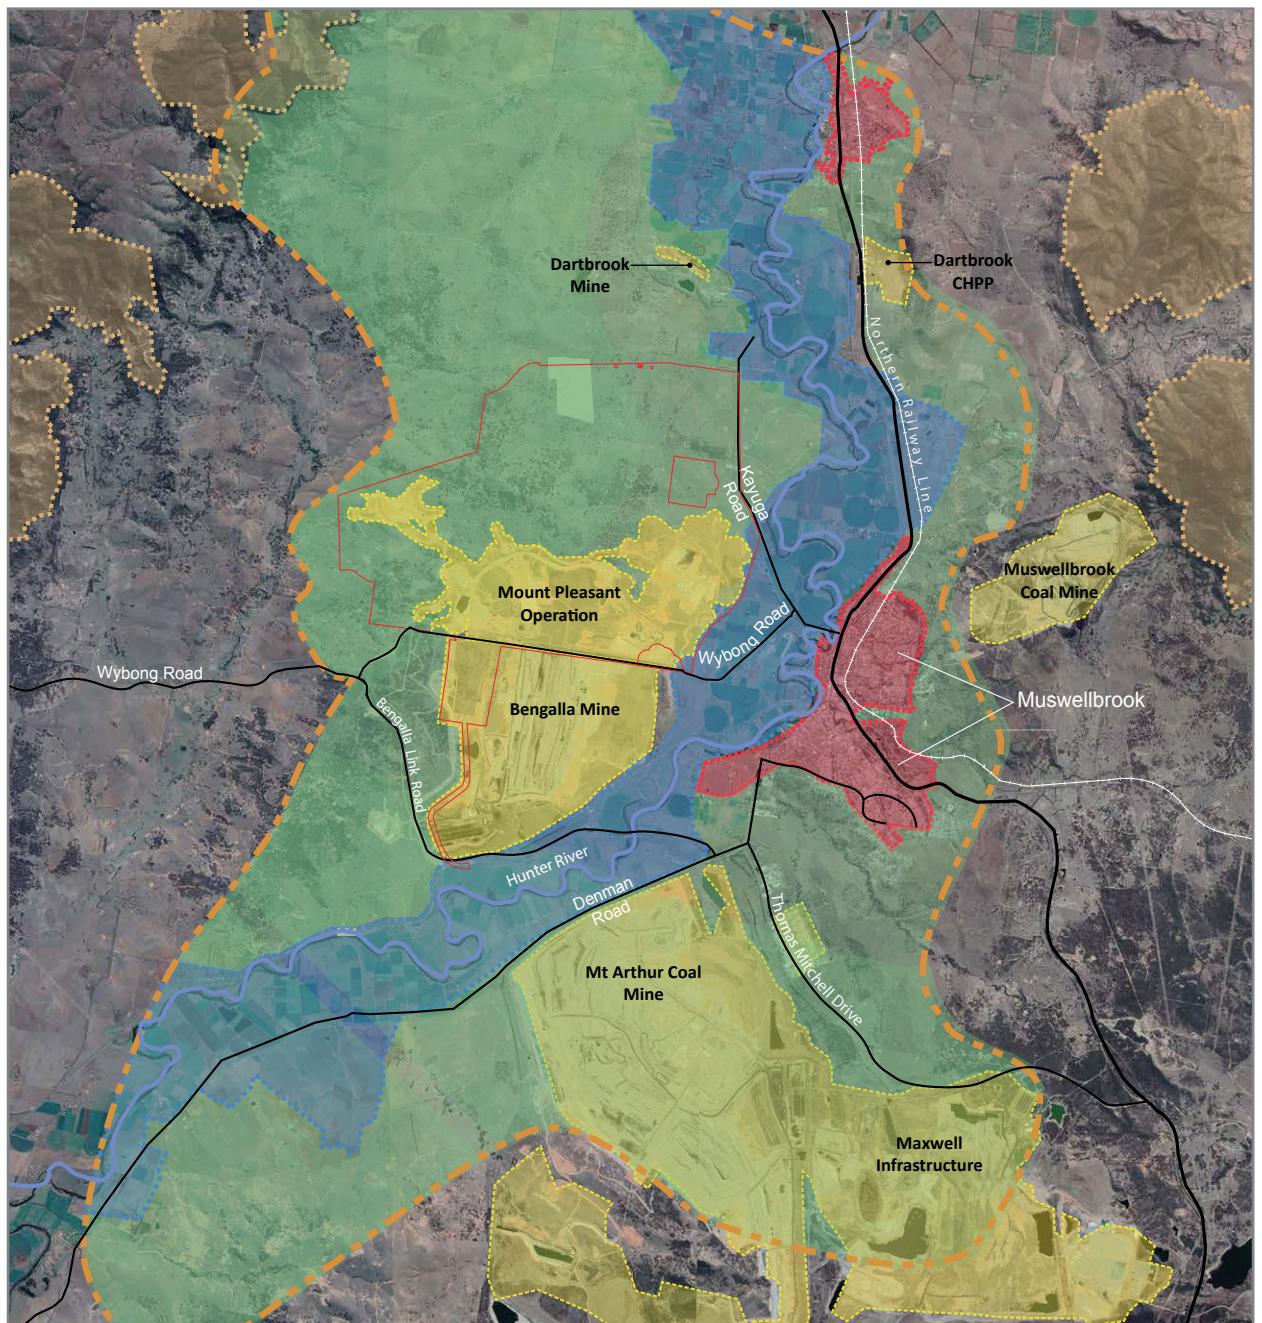 Dartbrook
Mine
Dartbrook
CHPP
Northern Railway Line
Kayuga
Road
Muswellbrook
Coal Mine
Mount Pleasant
Operation
Wybong Road
Wybong Road
Muswellbrook
Bengalla Mine
Bengalla Link Road
Hunter River
Denman
Road
Thomas Mitchell Drive
Mt Arthur Coal
Mine
Maxwell
Infrastructure